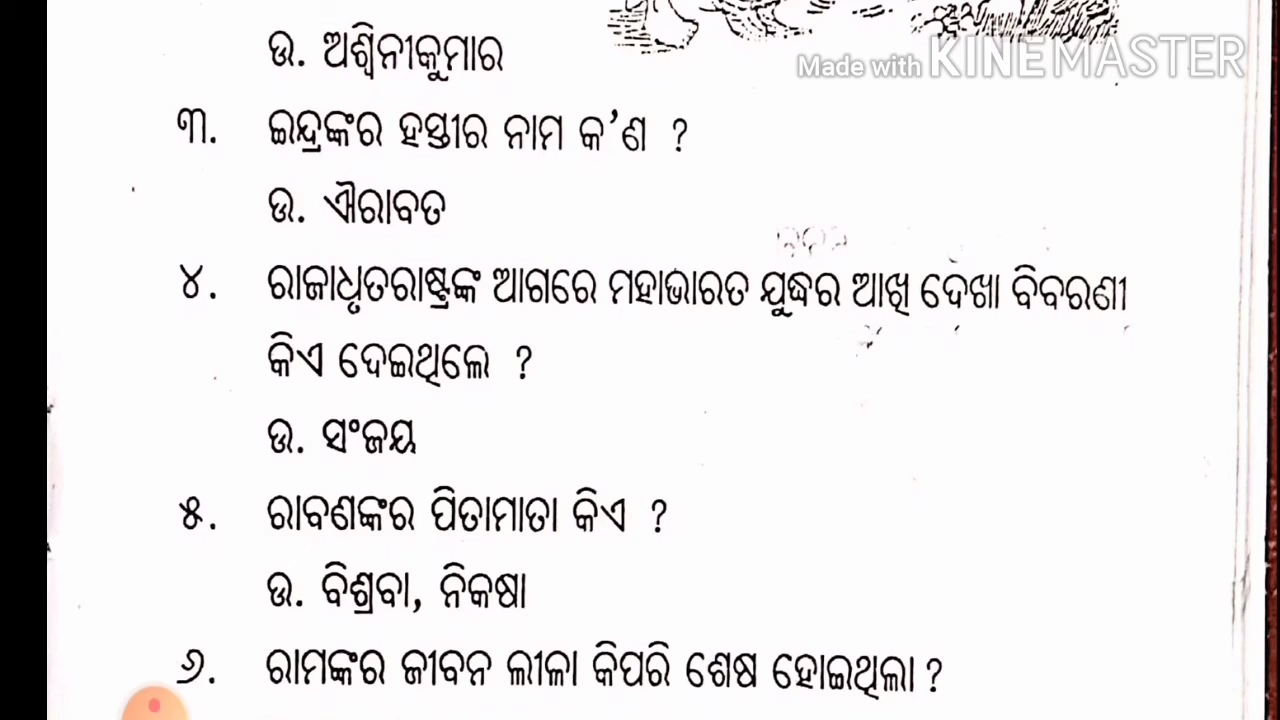 Made with KINEMASTER
ଉ. ଅଶ୍ୱିନୀକୁମାର
୩. ଇନ୍ଦ୍ରଙ୍କର ହସ୍ତୀର ନାମ କ'ଣ ?
ଉ. ଐରାବତ
୪. ରାଜାଧୃତରାଷ୍ଟ୍ରଙ୍କ ଆଗରେ ମହାଭାରତ ଯୁଦ୍ଧର ଆଖି ଦେଖା ବିବରଣୀ
କିଏ ଦେଇଥିଲେ ?
ଉ. ସଂଜୟ
୫. ରାବଣଙ୍କର ପିତାମାତା କିଏ ?
ଉ. ବିଶ୍ରବା, ନିକଷା
୬. ରାମଙ୍କର ଜୀବନ ଲୀଳା କିପରି ଶେଷ ହୋଇଥିଲା ?